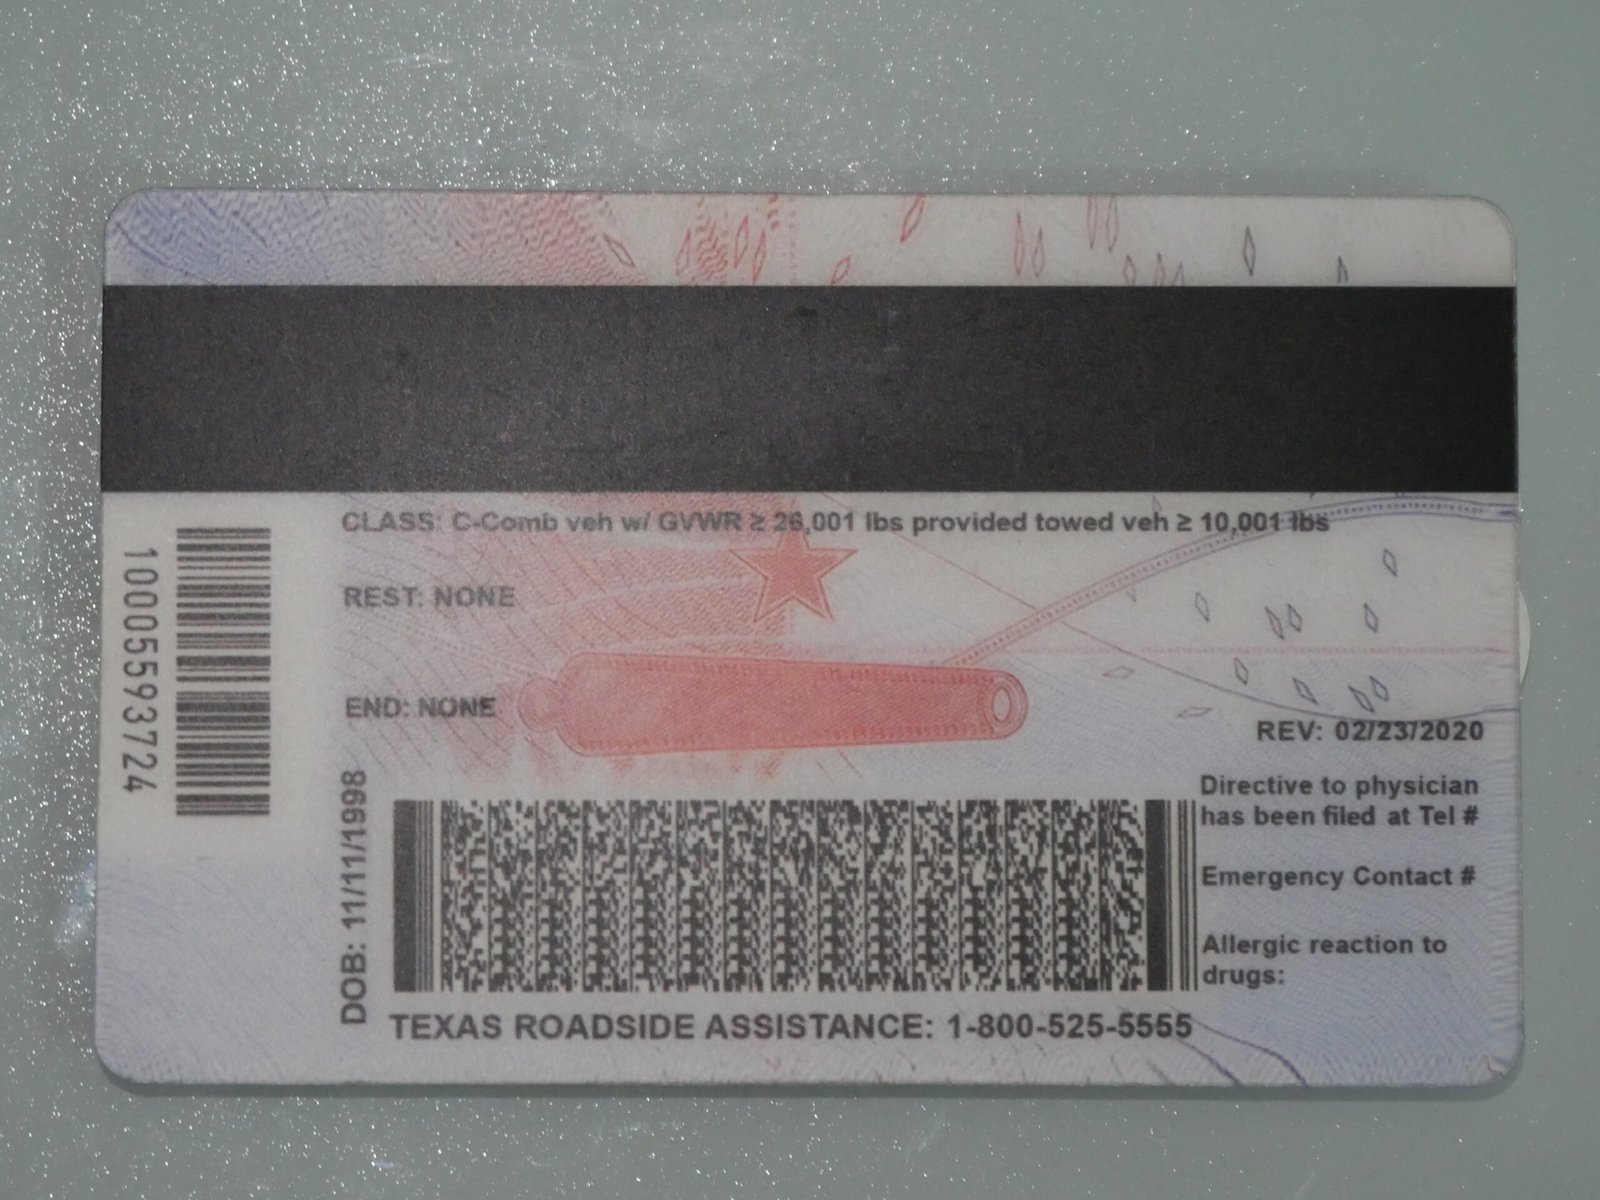 CLASS: C-Comb veh w/ GVWR ≥ 26,001 lbs provided towed veh ≥ 10,001 lbs
REST: NONE
END: NONE
10005593724
DOB: 11/11/1998
REV: 02/23/2020
Directive to physician
has been filed at Tel #
Emergency Contact #
Allergic reaction to
drugs:
TEXAS ROADSIDE ASSISTANCE: 1-800-525-5555